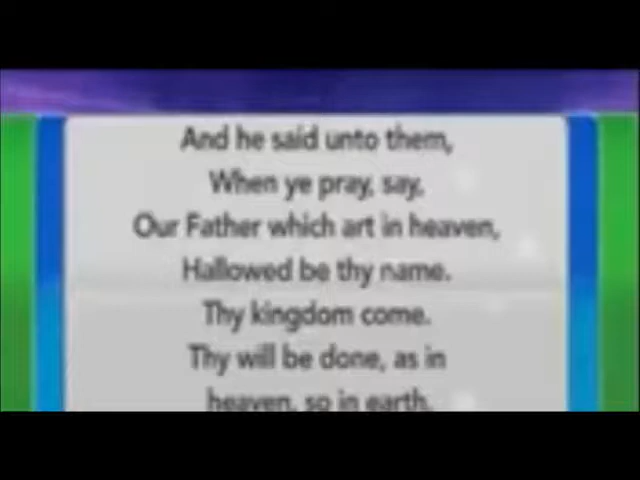 And he said unto them,
When ye pray, say,
Our Father which art in heaven,
Hallowed be thy name.
Thy kingdom come.
Thy will be done, as in
heaven, so in earth.